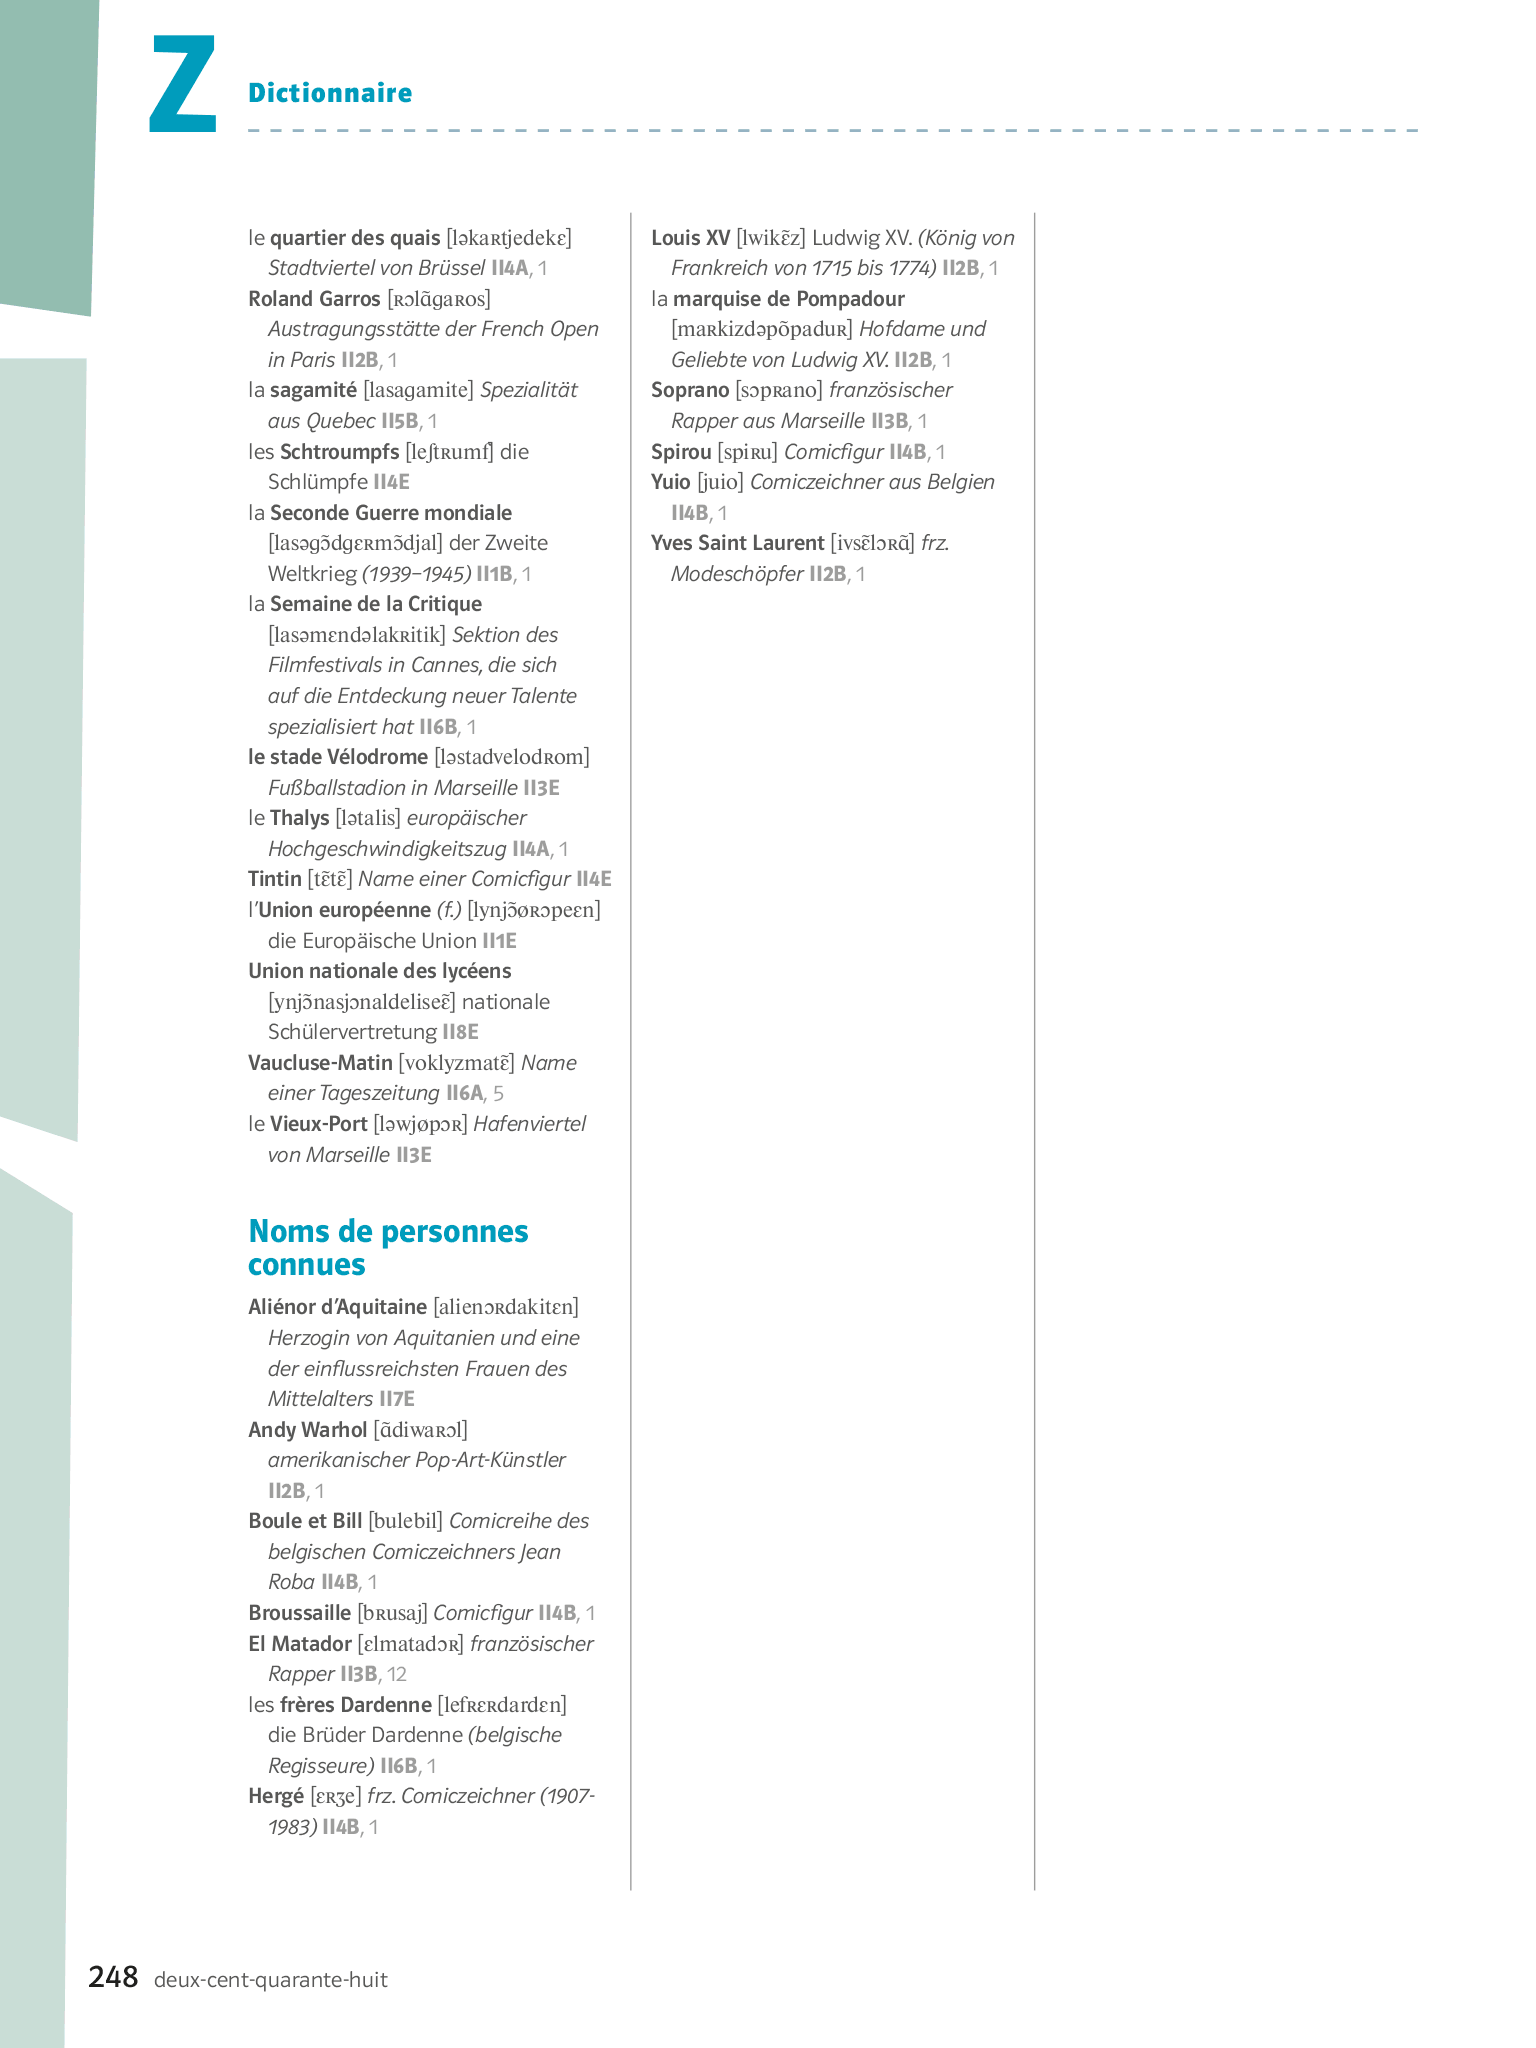 Z
Dictionnaire
le quartier des quais [ləkaʀtjedekɛ]
Stadtviertel von Brüssel II4A, 1
Roland Garros [ʀɔlɑ̃gaʀos]
Austragungsstätte der French Open
in Paris II2B, 1
la sagamité [lasagamite] Spezialität
aus Quebec II5B, 1
les Schtroumpfs [leʃtʀumf] die
Schlümpfe II4E
la Seconde Guerre mondiale
[lasəgɔ̃dgɛʀmɔ̃djal] der Zweite
Weltkrieg (1939–1945) II1B, 1
la Semaine de la Critique
[lasəmɛndəlakʀitik] Sektion des
Filmfestivals in Cannes, die sich
auf die Entdeckung neuer Talente
spezialisiert hat II6B, 1
le stade Vélodrome [ləstadvelodʀom]
Fußballstadion in Marseille II3E
le Thalys [lətalis] europäischer
Hochgeschwindigkeitszug II4A, 1
Tintin [tɛ̃tɛ̃] Name einer Comicfigur II4E
l’Union européenne (f.) [lynjɔ̃øʀɔpeɛn]
die Europäische Union II1E
Union nationale des lycéens
[ynjɔ̃nasjɔnaldeliseɛ̃] nationale
Schülervertretung II8E
Vaucluse-Matin [voklyzmatɛ̃] Name
einer Tageszeitung II6A, 5
le Vieux-Port [ləwjøpɔʀ] Hafenviertel
von Marseille II3E
Noms de personnes
connues
Aliénor d’Aquitaine [alienɔʀdakitɛn]
Herzogin von Aquitanien und eine
der einflussreichsten Frauen des
Mittelalters II7E
Andy Warhol [ɑ̃diwaʀɔl]
amerikanischer Pop-Art-Künstler
II2B, 1
Boule et Bill [bulebil] Comicreihe des
belgischen Comiczeichners Jean
Roba II4B, 1
Broussaille [bʀusaj] Comicfigur II4B, 1
El Matador [ɛlmatadɔʀ] französischer
Rapper II3B, 12
les frères Dardenne [lefʀɛʀdardɛn]
die Brüder Dardenne (belgische
Regisseure) II6B, 1
Hergé [ɛʀʒe] frz. Comiczeichner (1907-
1983) II4B, 1
Louis XV [lwikɛ̃z] Ludwig XV. (König von
Frankreich von 1715 bis 1774) II2B, 1
la marquise de Pompadour
[maʀkizdəpõpaduʀ] Hofdame und
Geliebte von Ludwig XV. II2B, 1
Soprano [sɔpʀano] französischer
Rapper aus Marseille II3B, 1
Spirou [spiʀu] Comicfigur II4B, 1
Yuio [juio] Comiczeichner aus Belgien
II4B, 1
Yves Saint Laurent [ivsɛ̃lɔʀɑ̃] frz.
Modeschöpfer II2B, 1
248 deux-cent-quarante-huit